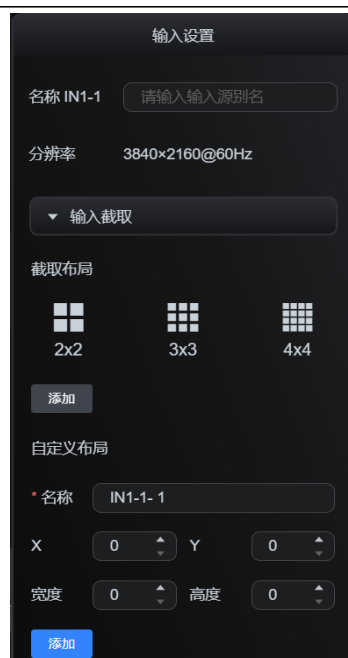 输入设置
名称 IN1-1 请输入输入源别名
分辨率 3840×2160@60Hz
输入截取
截取布局
2x2 3x3 4x4
添加
自定义布局
*名称 IN1-1- 1
X 0 Y 0
宽度 0 高度 0
添加